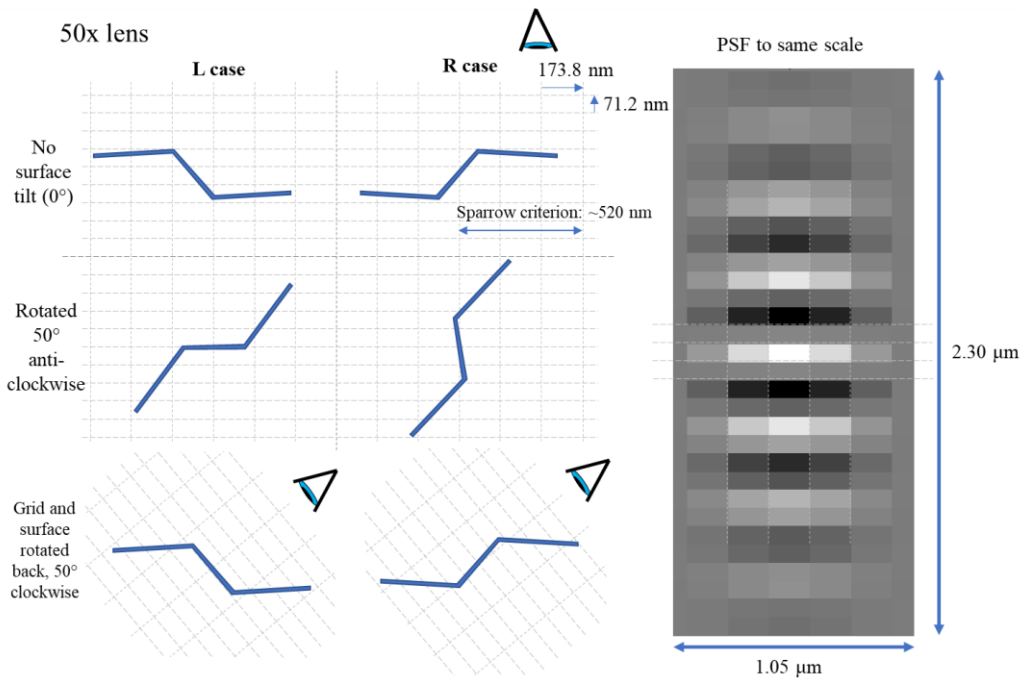 50x lens
L case
R case
173.8 nm
71.2 nm
PSF to same scale
No
surface
tilt (0°)
Sparrow criterion: ~520 nm
Rotated
50°
anti-
clockwise
2.30 µm
Grid and
surface
rotated
back, 50°
clockwise
1.05 µm